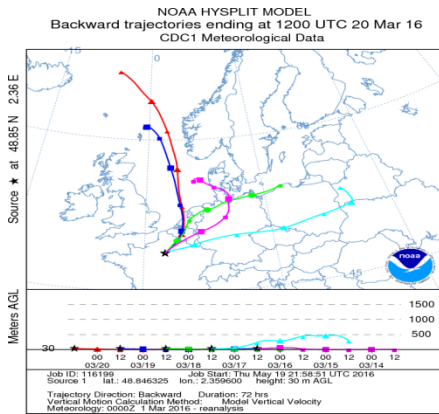 NOAA HYSPLIT MODEL
Backward trajectories ending at 1200 UTC 20 Mar 16
CDC1 Meteorological Data
Source ★ at 48.85 N 2.36 E
-15
0
45
noaa
Meters AGL
1500
1000
500
30
00 12 00 12 00 12 00 12 00 12 00 12
03/20 03/19 03/18 03/17 03/16 03/15 03/14
Job ID: 116199 Job Start: Thu May 19 21:58:51 UTC 2016
Source 1 lat.: 48.846325 lon.: 2.359600 height: 30 m AGL
Trajectory Direction: Backward Duration: 72 hrs
Vertical Motion Calculation Method: Model Vertical Velocity
Meteorology: 0000Z 1 Mar 2016 - reanalysis